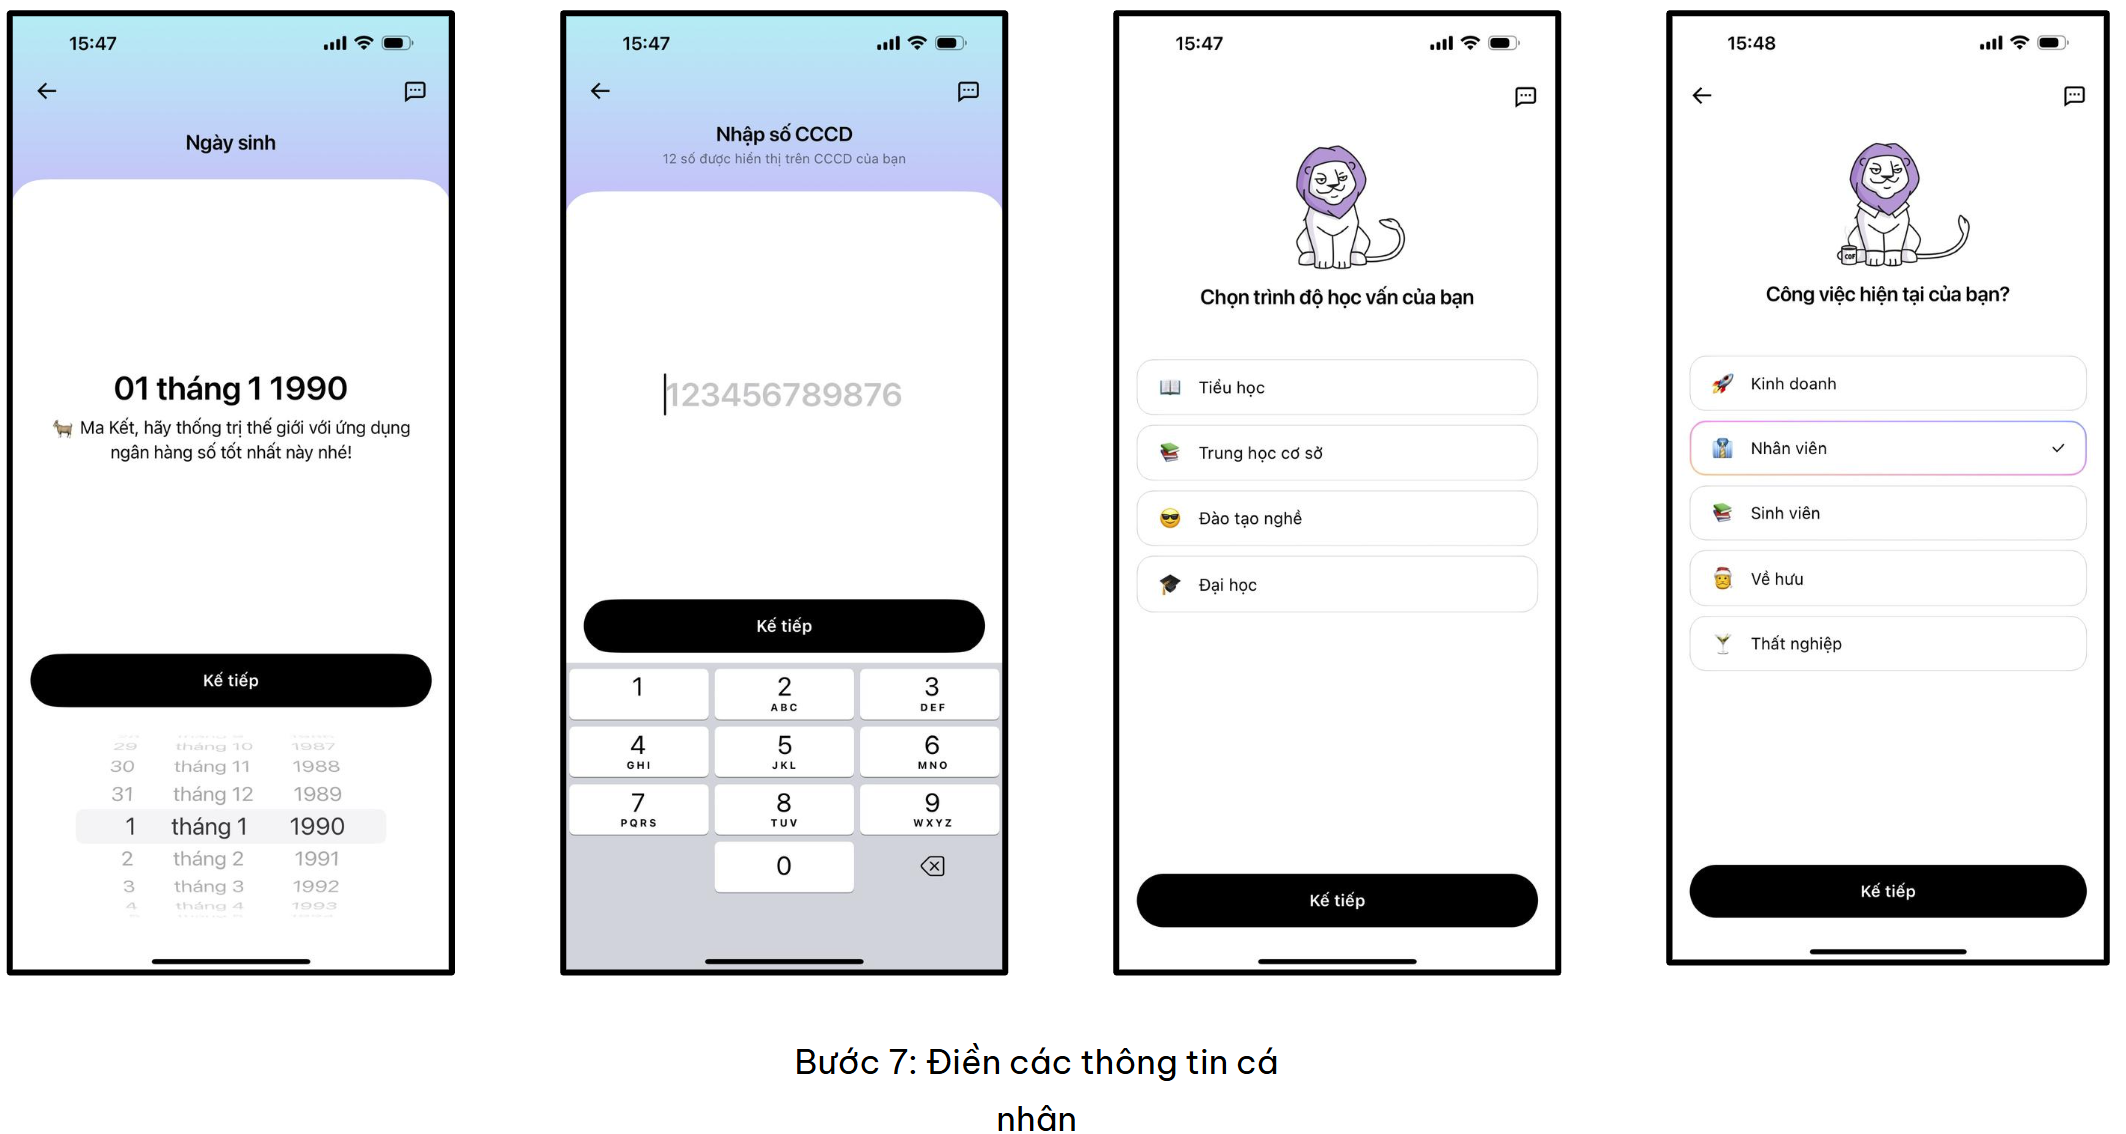 15:47
Ngày sinh
01 tháng 1 1990
Ma Kết, hãy thống trị thế giới với ứng dụng
ngân hàng số tốt nhất này nhé!
Kế tiếp
29 tháng 10 1987
30 tháng 11 1988
31 tháng 12 1989
1 tháng 1 1990
2 tháng 2 1991
3 tháng 3 1992
4 tháng 4 1993
15:47
Nhập số CCCD
12 số được hiển thị trên CCCD của bạn
123456789876
Kế tiếp
1 2 3
ABC DEF
4 5 6
GHI JKL MNO
7 8 9
PQRS TUV WXYZ
0
15:47
Chọn trình độ học vấn của bạn
Tiểu học
Trung học cơ sở
Đào tạo nghề
Đại học
Kế tiếp
15:48
COF
Công việc hiện tại của bạn?
Kinh doanh
Nhân viên
Sinh viên
Về hưu
Thất nghiệp
Kế tiếp
Bước 7: Điền các thông tin cá
nhân